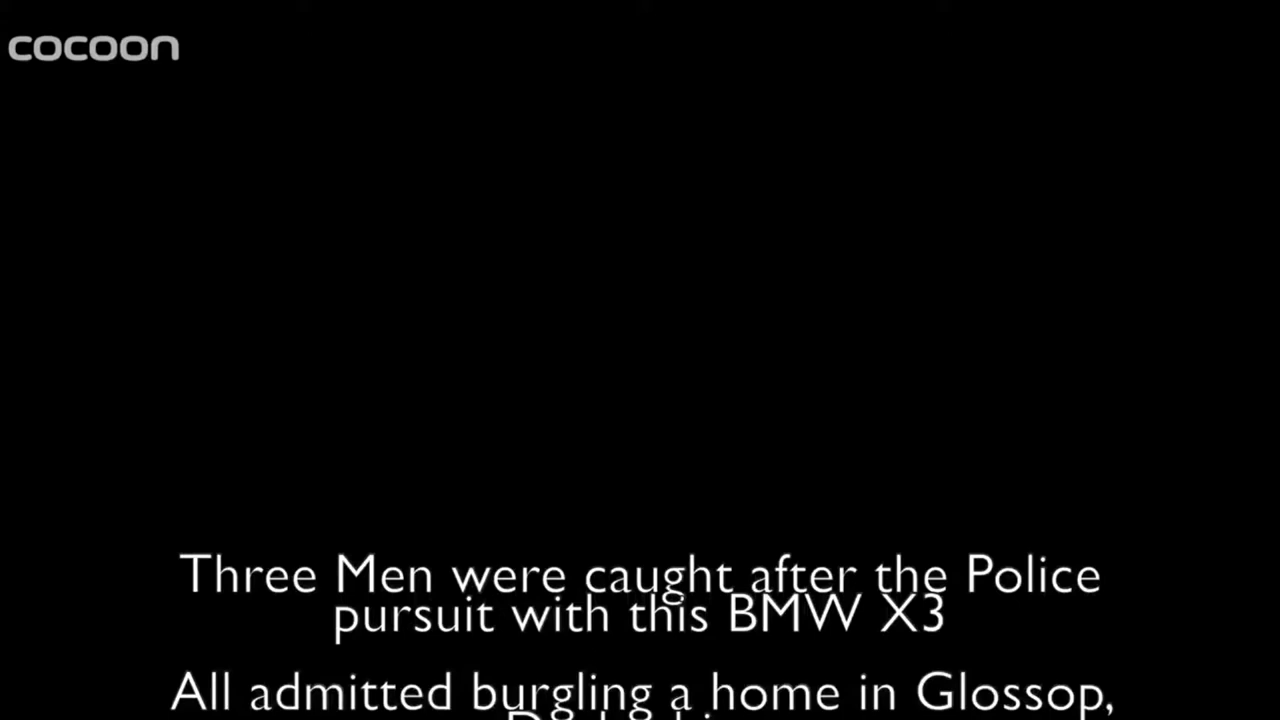 cocoon
Three Men were caught after the Police
pursuit with this BMW X3
All admitted burgling a home in Glossop,